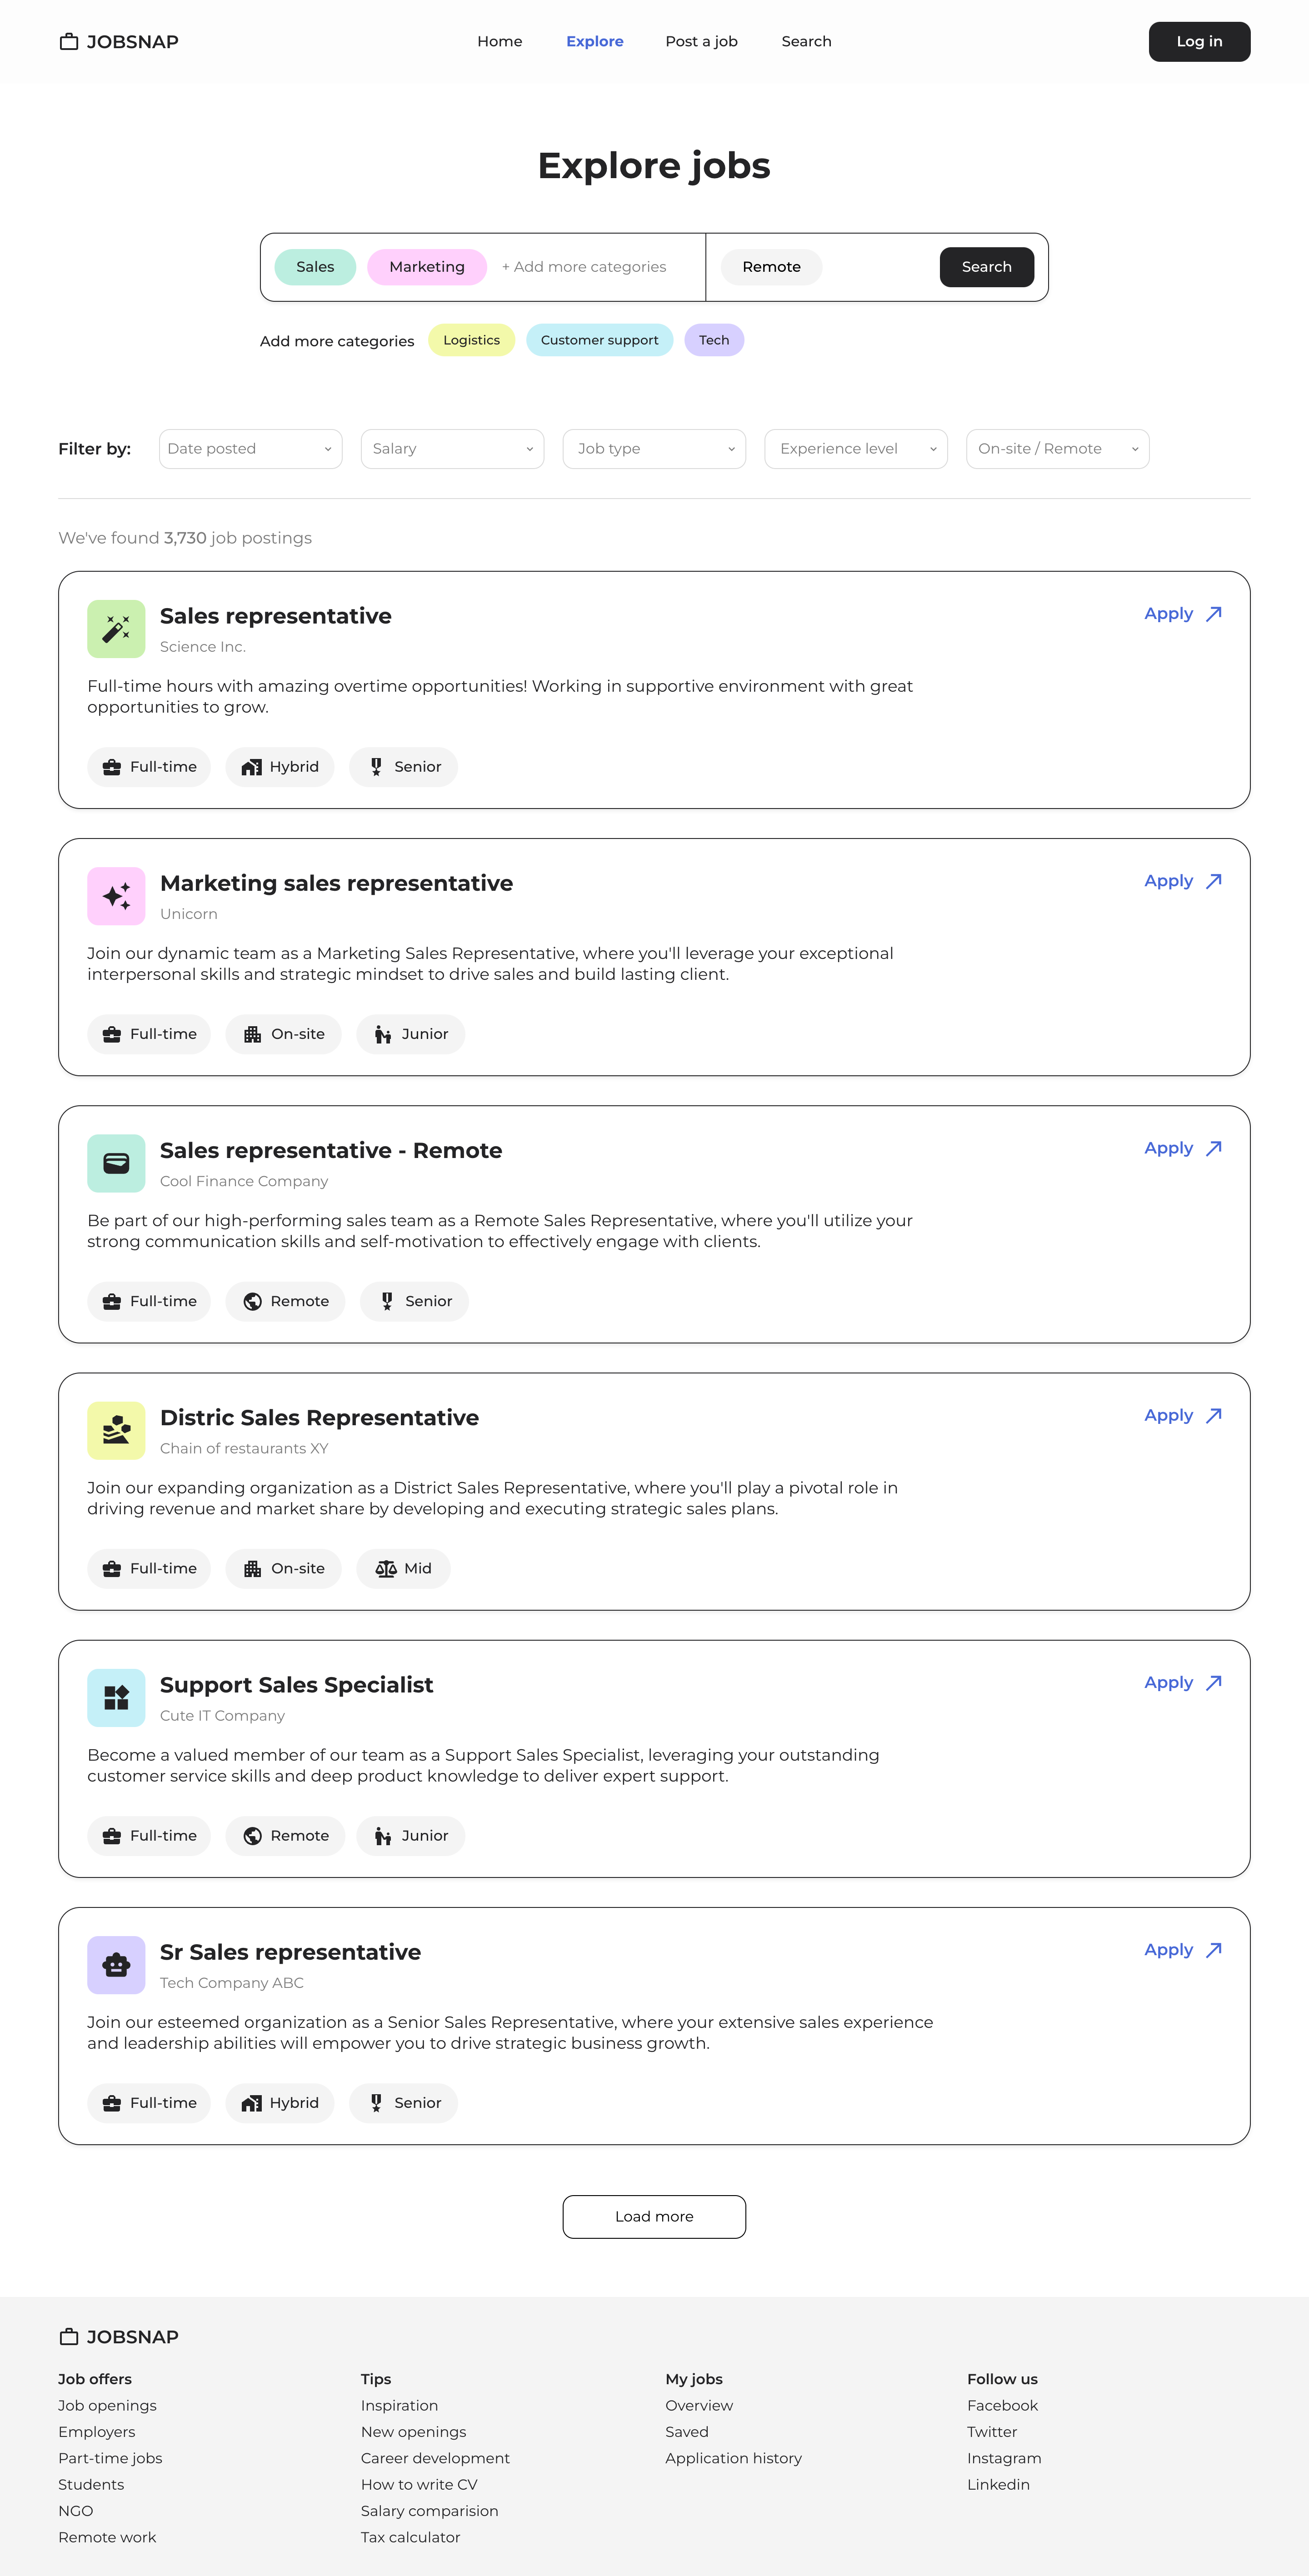 JOBSNAP
Home Explore Post a job Search
Log in
Explore jobs
Sales Marketing + Add more categories Remote Search
Add more categories Logistics Customer support Tech
Filter by: Date posted Salary Job type Experience level On-site / Remote
We've found 3,730 job postings
Sales representative
Apply
Science Inc.
Full-time hours with amazing overtime opportunities! Working in supportive environment with great
opportunities to grow.
Full-time Hybrid Senior
Marketing sales representative
Apply
Unicorn
Join our dynamic team as a Marketing Sales Representative, where you'll leverage your exceptional
interpersonal skills and strategic mindset to drive sales and build lasting client.
Full-time On-site Junior
Sales representative - Remote
Apply
Cool Finance Company
Be part of our high-performing sales team as a Remote Sales Representative, where you'll utilize your
strong communication skills and self-motivation to effectively engage with clients.
Full-time Remote Senior
Distric Sales Representative
Apply
Chain of restaurants XY
Join our expanding organization as a District Sales Representative, where you'll play a pivotal role in
driving revenue and market share by developing and executing strategic sales plans.
Full-time On-site Mid
Support Sales Specialist
Apply
Cute IT Company
Become a valued member of our team as a Support Sales Specialist, leveraging your outstanding
customer service skills and deep product knowledge to deliver expert support.
Full-time Remote Junior
Sr Sales representative
Apply
Tech Company ABC
Join our esteemed organization as a Senior Sales Representative, where your extensive sales experience
and leadership abilities will empower you to drive strategic business growth.
Full-time Hybrid Senior
Load more
JOBSNAP
Job offers
Job openings
Employers
Part-time jobs
Students
NGO
Remote work
Tips
Inspiration
New openings
Career development
How to write CV
Salary comparision
Tax calculator
My jobs
Overview
Saved
Application history
Follow us
Facebook
Twitter
Instagram
Linkedin